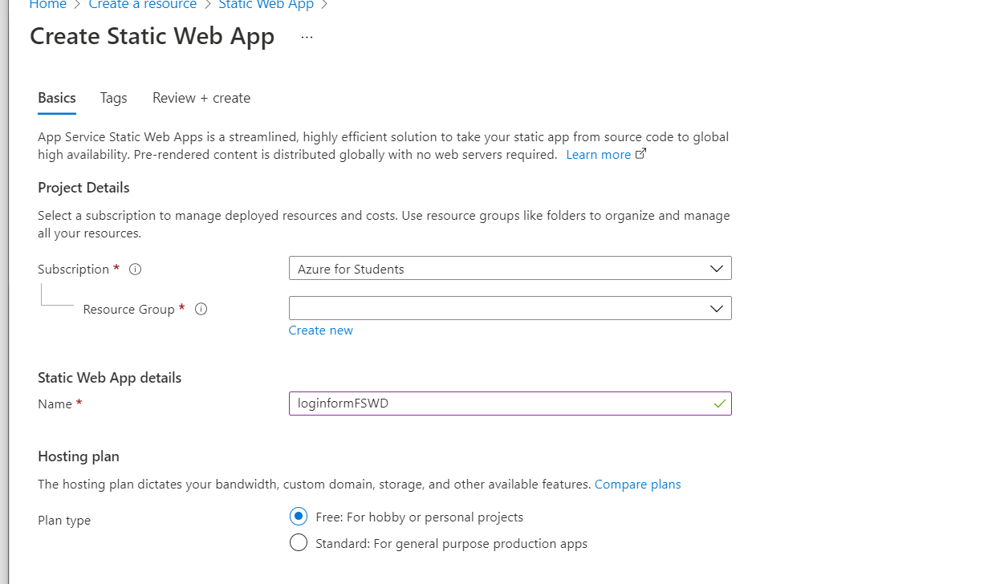 Home > Create a resource > Static Web App >
Create Static Web App ...
Basics Tags Review + create
App Service Static Web Apps is a streamlined, highly efficient solution to take your static app from source code to global
high availability. Pre-rendered content is distributed globally with no web servers required. Learn more
Project Details
Select a subscription to manage deployed resources and costs. Use resource groups like folders to organize and manage
all your resources.
Subscription *
Azure for Students
Resource Group *
Create new
Static Web App details
Name *
loginformFSWD
Hosting plan
The hosting plan dictates your bandwidth, custom domain, storage, and other available features. Compare plans
Plan type
Free: For hobby or personal projects
Standard: For general purpose production apps